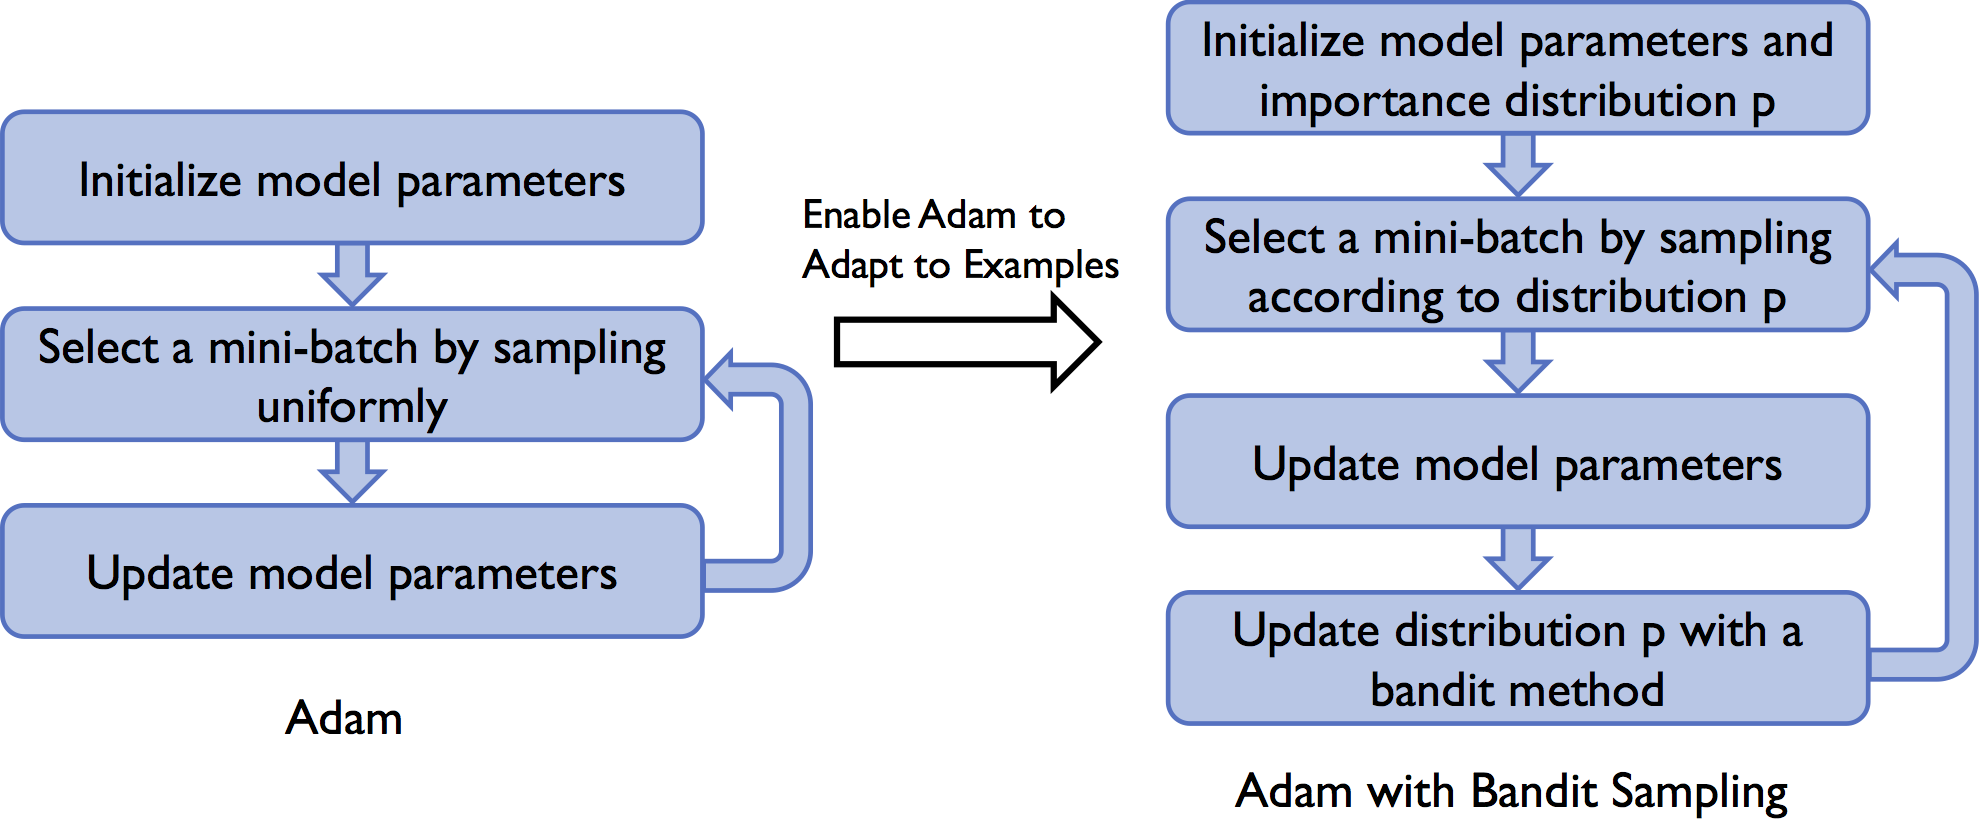 Initialize model parameters
Select a mini-batch by sampling
uniformly
Update model parameters
Adam
Enable Adam to
Adapt to Examples
Initialize model parameters and
importance distribution p
Select a mini-batch by sampling
according to distribution p
Update model parameters
Update distribution p with a
bandit method
Adam with Bandit Sampling